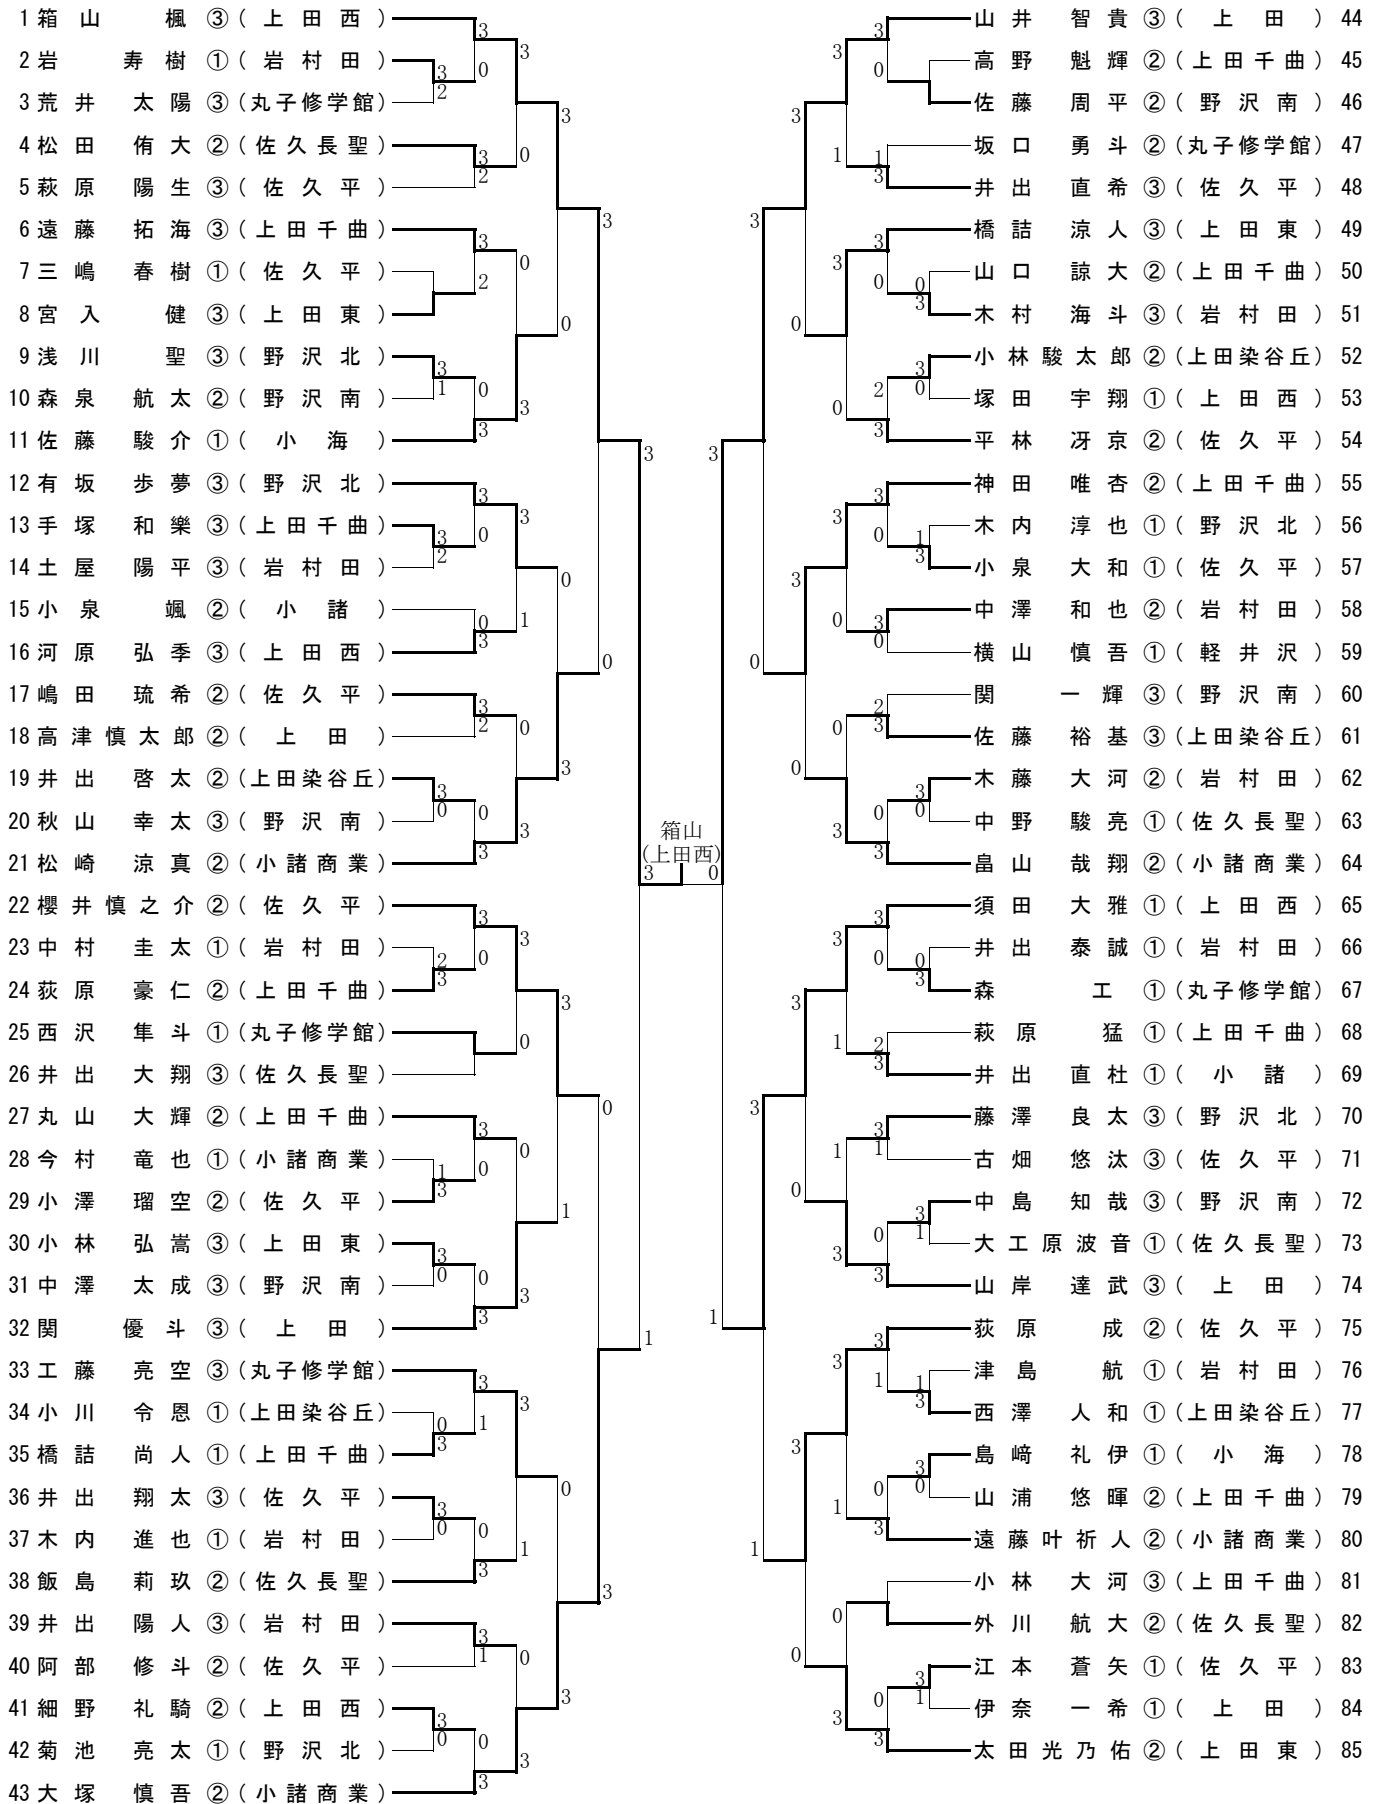 1 箱山 楓 ③ (上田西)
2 岩 寿樹 ① (岩村田)
3 荒井 太陽 ③ (丸子修学館)
4 松田 侑大 ② (佐久長聖)
5 萩原 陽生 ③ (佐久平)
6 遠藤 拓海 ③ (上田千曲)
7 三嶋 春樹 ① (佐久平)
8 宮入 健 ③ (上田東)
9 浅川 聖 ③ (野沢北)
10 森泉 航太 ② (野沢南)
11 佐藤 駿介 ① (小海)
12 有坂 歩夢 ③ (野沢北)
13 手塚 和樂 ③ (上田千曲)
14 土屋 陽平 ③ (岩村田)
15 小泉 颯 ② (小諸)
16 河原 弘季 ③ (上田西)
17 嶋田 琉希 ② (佐久平)
18 高津慎太郎 ② (上田)
19 井出 啓太 ② (上田染谷丘)
20 秋山 幸太 ③ (野沢南)
21 松崎 涼真 ② (小諸商業)
22 櫻井慎之介 ② (佐久平)
23 中村 圭太 ① (岩村田)
24 荻原 豪仁 ② (上田千曲)
25 西沢 隼斗 ① (丸子修学館)
26 井出 大翔 ③ (佐久長聖)
27 丸山 大輝 ② (上田千曲)
28 今村 竜也 ① (小諸商業)
29 小澤 瑠空 ② (佐久平)
30 小林 弘嵩 ③ (上田東)
31 中澤 太成 ③ (野沢南)
32 関 優斗 ③ (上田)
33 工藤 亮空 ③ (丸子修学館)
34 小川 令恩 ① (上田染谷丘)
35 橋詰 尚人 ① (上田千曲)
36 井出 翔太 ③ (佐久平)
37 木内 進也 ① (岩村田)
38 飯島 莉玖 ② (佐久長聖)
39 井出 陽人 ③ (岩村田)
40 阿部 修斗 ② (佐久平)
41 細野 礼騎 ② (上田西)
42 菊池 亮太 ① (野沢北)
43 大塚 慎吾 ② (小諸商業)
箱山
(上田西)
3 0
山井 智貴 ③ (上田) 44
高野 魁輝 ② (上田千曲) 45
佐藤 周平 ② (野沢南) 46
坂口 勇斗 ② (丸子修学館) 47
井出 直希 ③ (佐久平) 48
橋詰 涼人 ③ (上田東) 49
山口 諒大 ② (上田千曲) 50
木村 海斗 ③ (岩村田) 51
小林駿太郎 ② (上田染谷丘) 52
塚田 宇翔 ① (上田西) 53
平林 冴京 ② (佐久平) 54
神田 唯杏 ② (上田千曲) 55
木内 淳也 ① (野沢北) 56
小泉 大和 ① (佐久平) 57
中澤 和也 ② (岩村田) 58
横山 慎吾 ① (軽井沢) 59
関 一輝 ③ (野沢南) 60
佐藤 裕基 ③ (上田染谷丘) 61
木藤 大河 ② (岩村田) 62
中野 駿亮 ① (佐久長聖) 63
畠山 哉翔 ② (小諸商業) 64
須田 大雅 ① (上田西) 65
井出 泰誠 ① (岩村田) 66
森 工 ① (丸子修学館) 67
萩原 猛 ① (上田千曲) 68
井出 直杜 ① (小諸) 69
藤澤 良太 ③ (野沢北) 70
古畑 悠汰 ③ (佐久平) 71
中島 知哉 ③ (野沢南) 72
大工原波音 ① (佐久長聖) 73
山岸 達武 ③ (上田) 74
荻原 成 ② (佐久平) 75
津島 航 ① (岩村田) 76
西澤 人和 ① (上田染谷丘) 77
島﨑 礼伊 ① (小海) 78
山浦 悠暉 ② (上田千曲) 79
遠藤叶祈人 ② (小諸商業) 80
小林 大河 ③ (上田千曲) 81
外川 航大 ② (佐久長聖) 82
江本 蒼矢 ① (佐久平) 83
伊奈 一希 ① (上田) 84
太田光乃佑 ② (上田東) 85